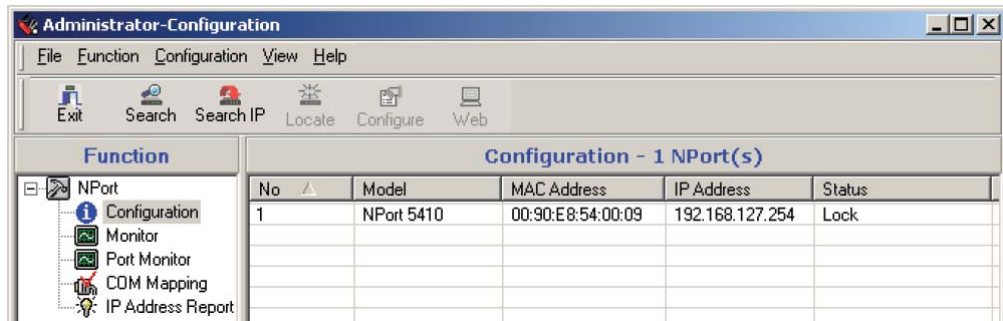 Administrator-Configuration
File Function Configuration View Help
Exit Search Search IP Locate Configure Web
Function
Configuration - 1 NPort(s)
NPort
Configuration
Monitor
Port Monitor
COM Mapping
IP Address Report
No Model MAC Address IP Address Status
1 NPort 5410 00:90:E8:54:00:09 192.168.127.254 Lock